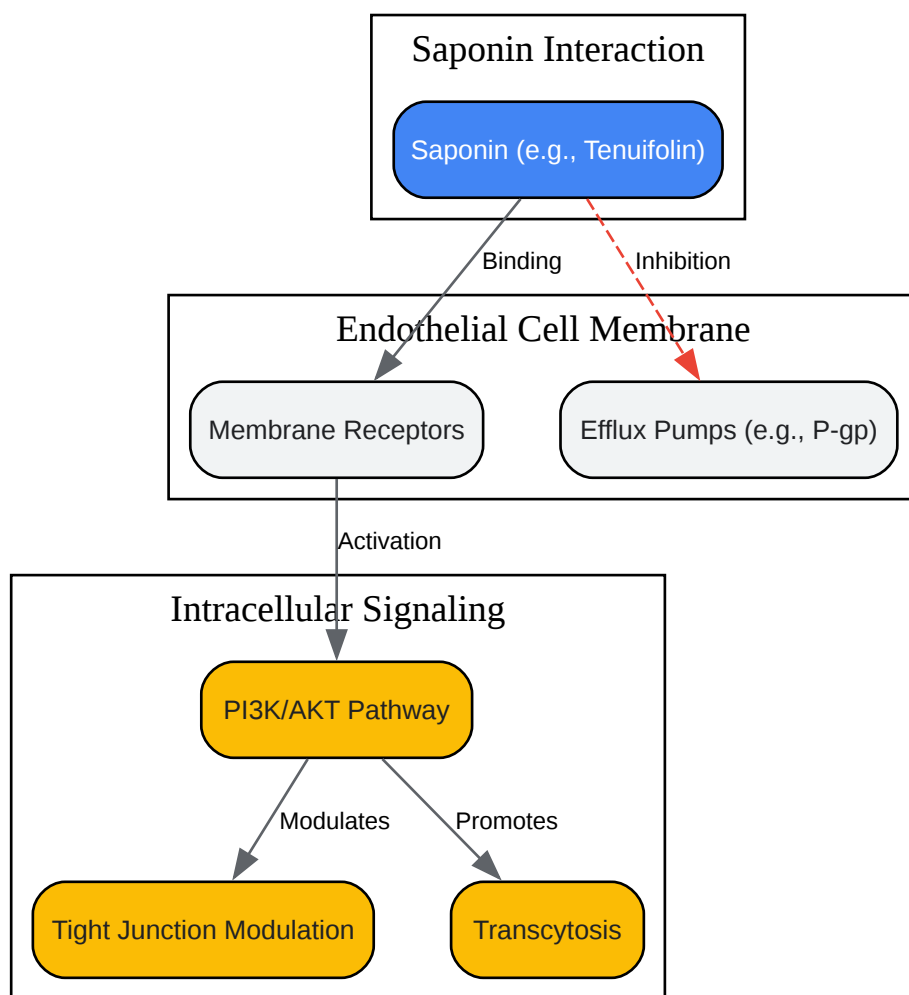 Saponin Interaction
Saponin (e.g., Tenuifolin)
Binding
Inhibition
Endothelial Cell Membrane
Membrane Receptors
Efflux Pumps (e.g., P-gp)
Activation
Intracellular Signaling
PI3K/AKT Pathway
Modulates
Promotes
Tight Junction Modulation
Transcytosis